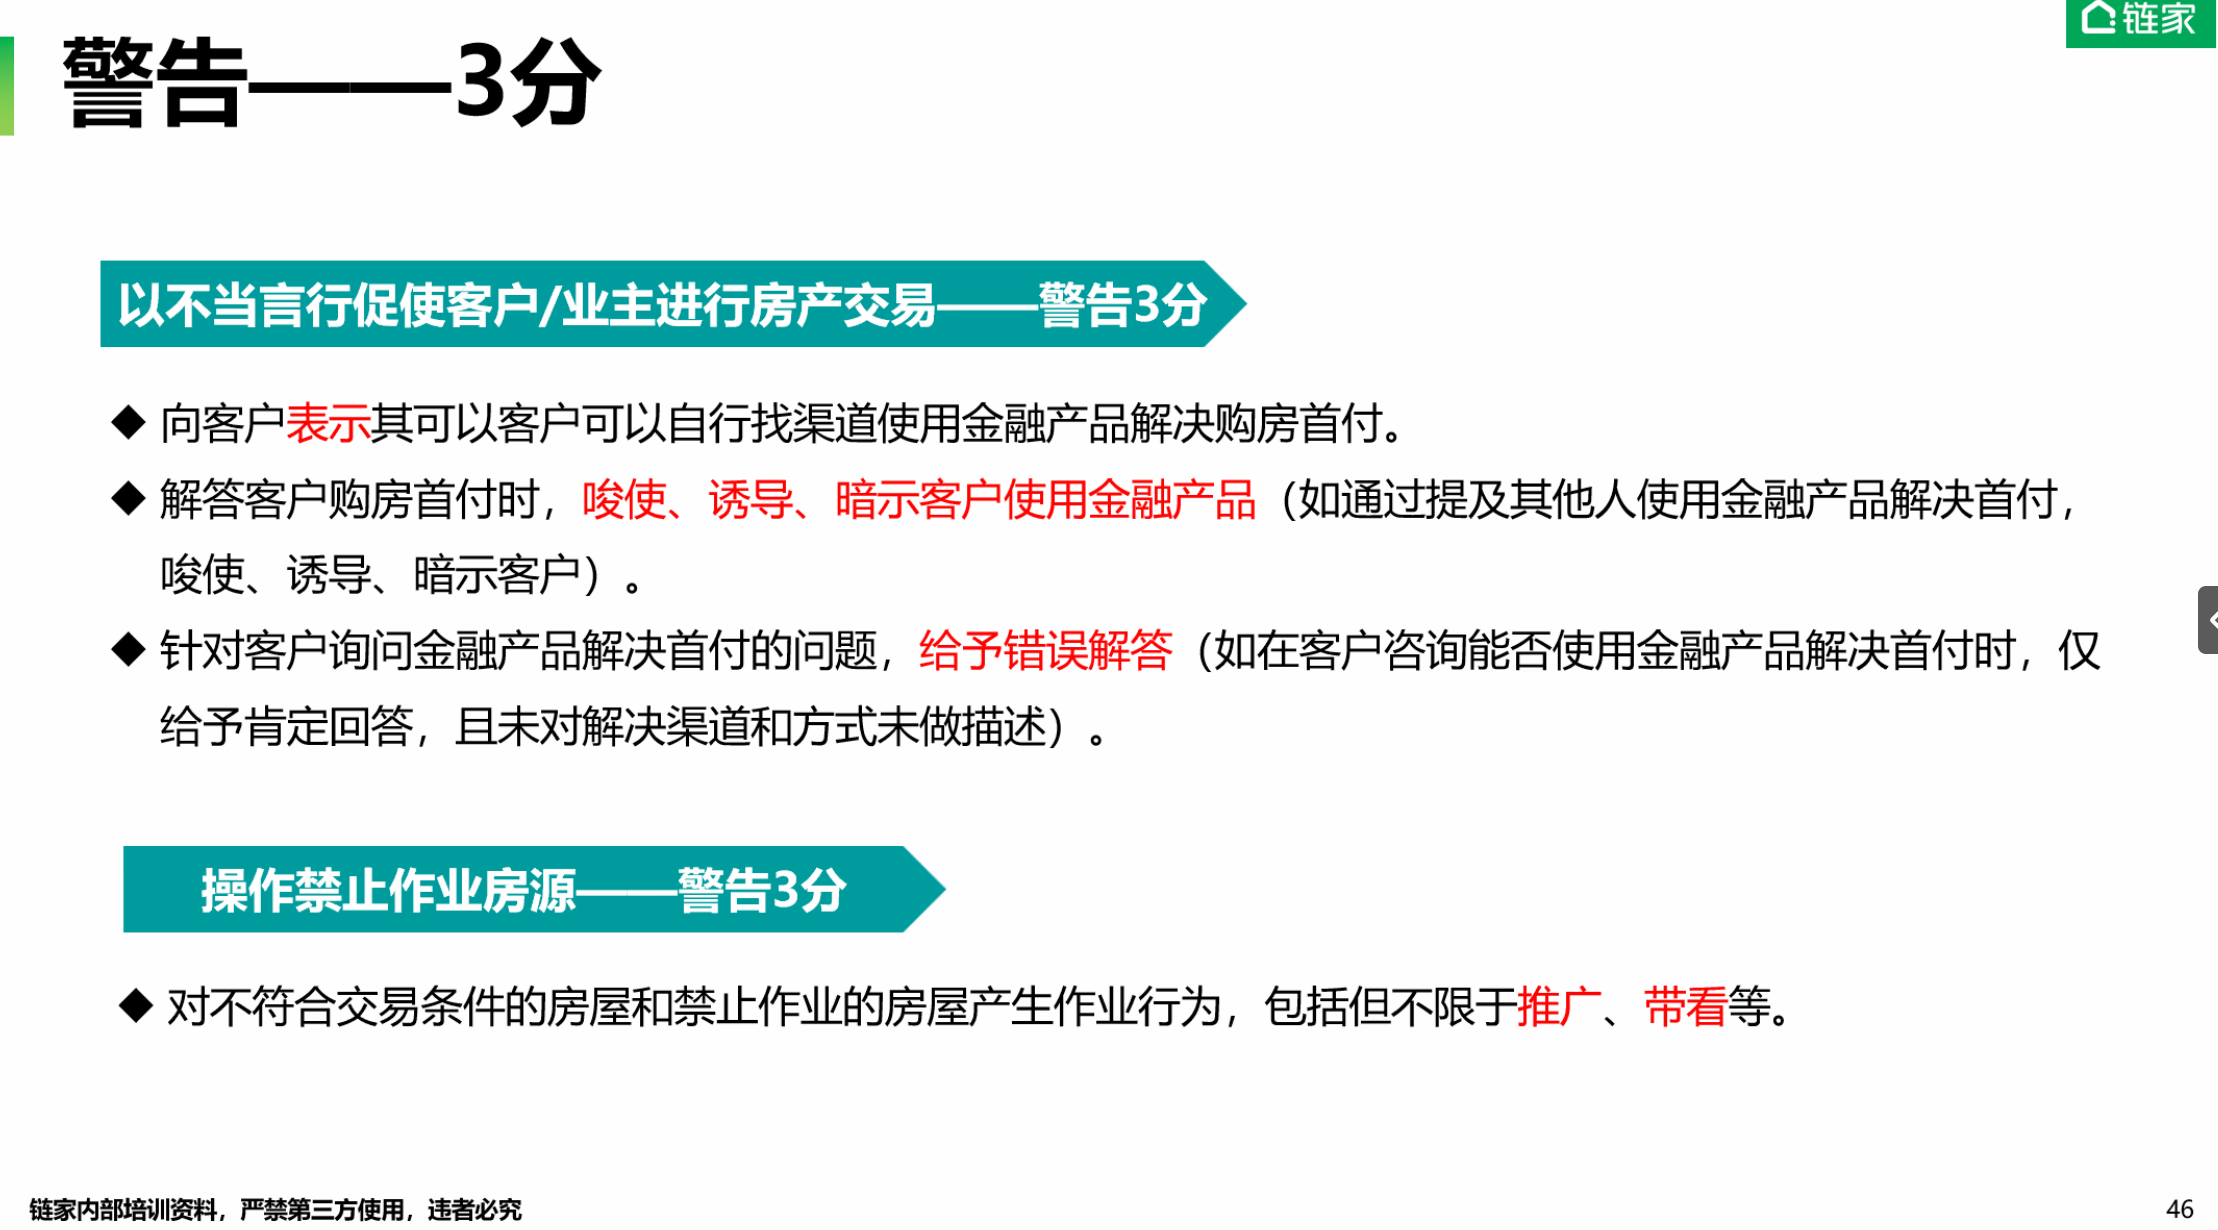 链家
警告——3分
以不当言行促使客户/业主进行房产交易——警告3分
◆ 向客户表示其可以客户可以自行找渠道使用金融产品解决购房首付。
◆ 解答客户购房首付时，唆使、诱导、暗示客户使用金融产品（如通过提及其他人使用金融产品解决首付，
唆使、诱导、暗示客户）。
◆ 针对客户询问金融产品解决首付的问题，给予错误解答（如在客户咨询能否使用金融产品解决首付时，仅
给予肯定回答，且未对解决渠道和方式未做描述）。
操作禁止作业房源——警告3分
◆ 对不符合交易条件的房屋和禁止作业的房屋产生作业行为，包括但不限于推广、带看等。
链家内部培训资料，严禁第三方使用，违者必究
46